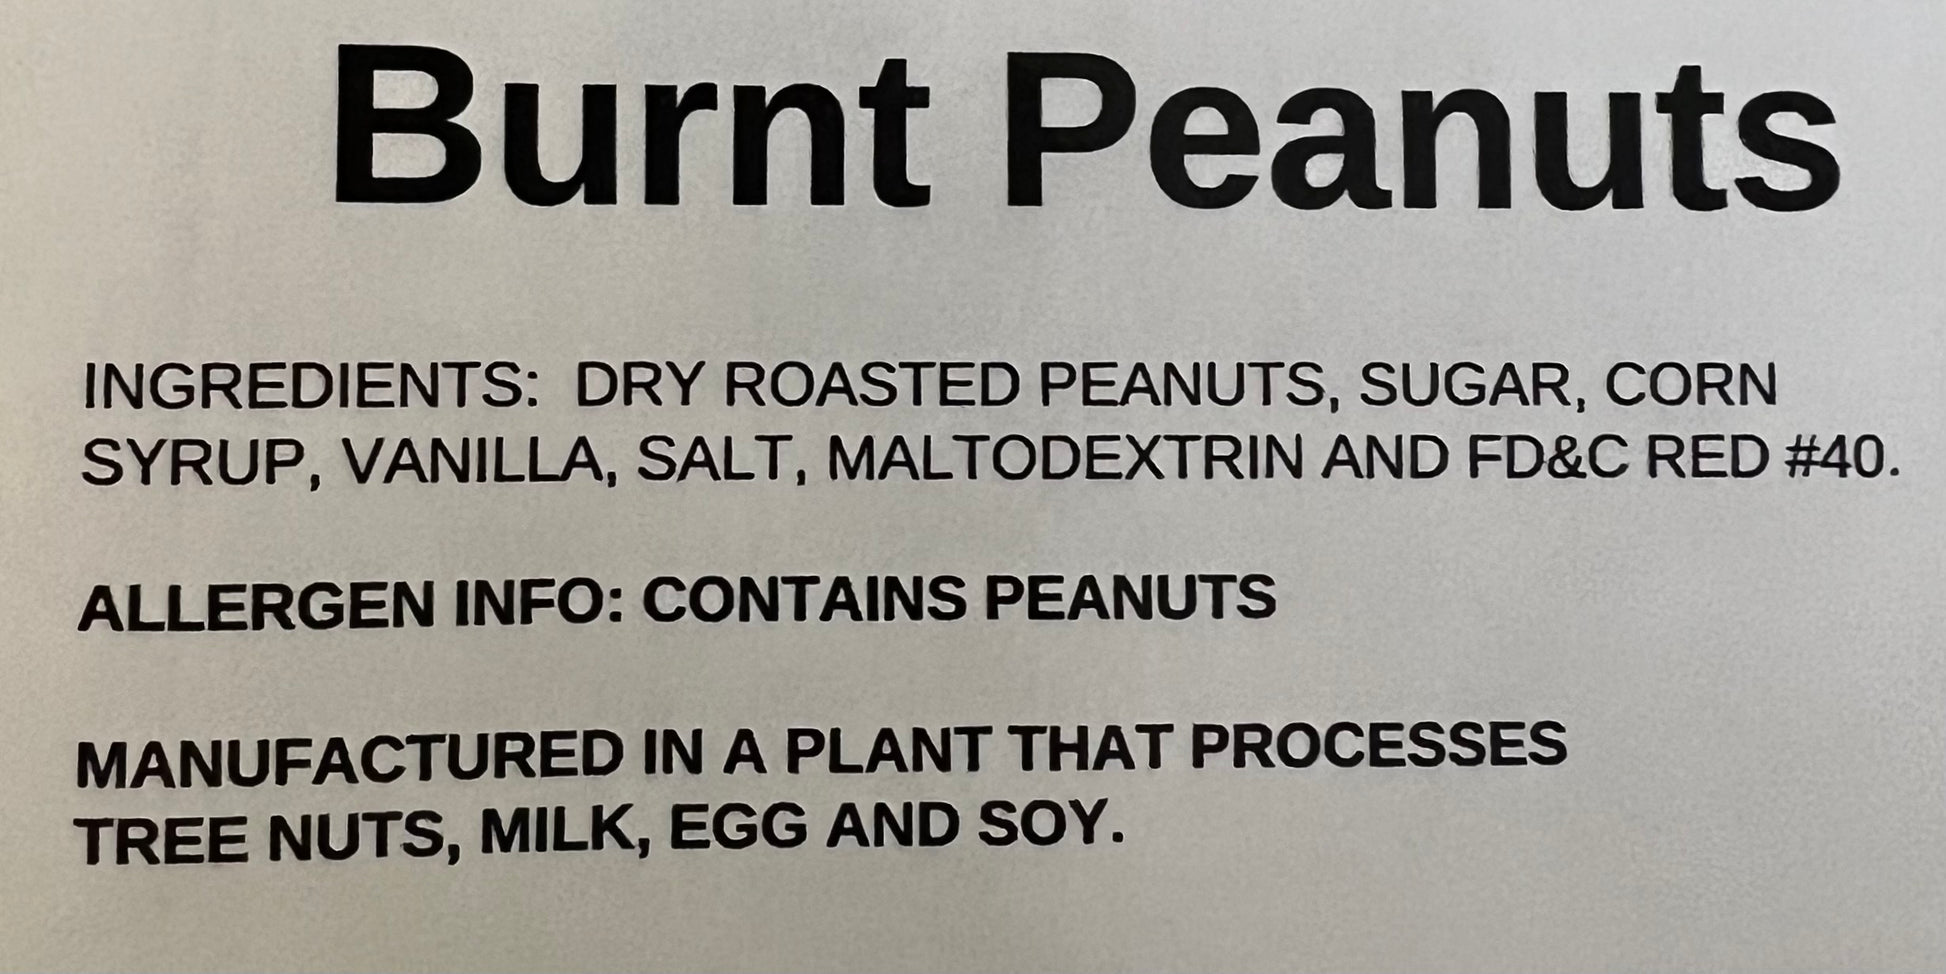 Burnt Peanuts
INGREDIENTS: DRY ROASTED PEANUTS, SUGAR, CORN
SYRUP, VANILLA, SALT, MALTODEXTRIN AND FD&C RED #40.
ALLERGEN INFO: CONTAINS PEANUTS
MANUFACTURED IN A PLANT THAT PROCESSES
TREE NUTS, MILK, EGG AND SOY.